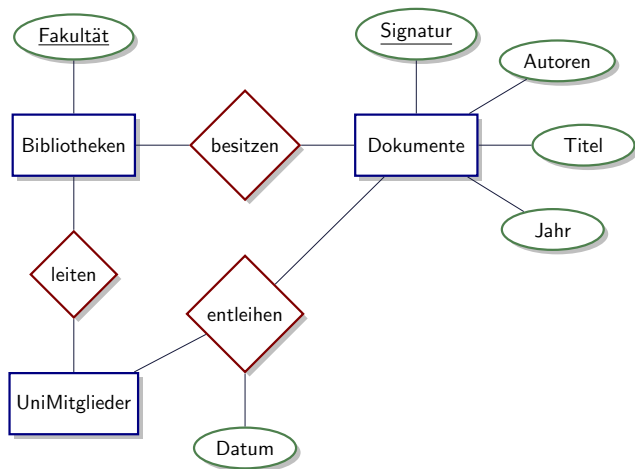 Fakultät
Signatur
Autoren
Bibliotheken
besitzen
Dokumente
Titel
Jahr
leiten
entleihen
UniMitglieder
Datum